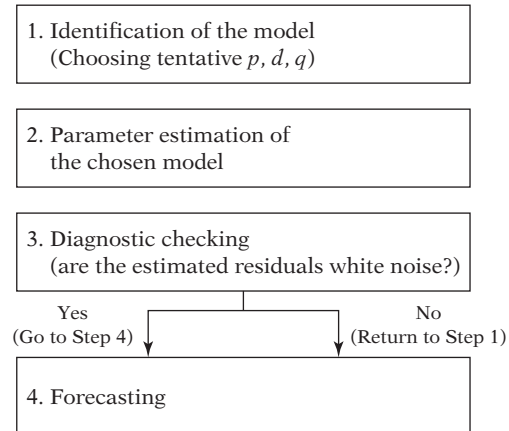 1. Identification of the model
(Choosing tentative p, d, q)
2. Parameter estimation of
the chosen model
3. Diagnostic checking
(are the estimated residuals white noise?)
Yes
(Go to Step 4)
No
(Return to Step 1)
4. Forecasting